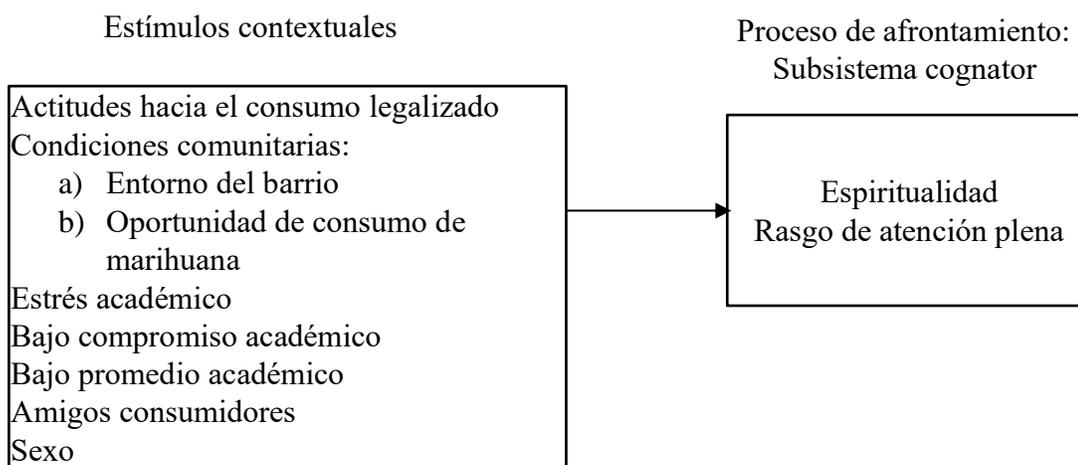 Estímulos contextuales
Proceso de afrontamiento:
Subsistema cognator
Actitudes hacia el consumo legalizado
Condiciones comunitarias:
a) Entorno del barrio
b) Oportunidad de consumo de
marihuana
Estrés académico
Bajo compromiso académico
Bajo promedio académico
Amigos consumidores
Sexo
Espiritualidad
Rasgo de atención plena